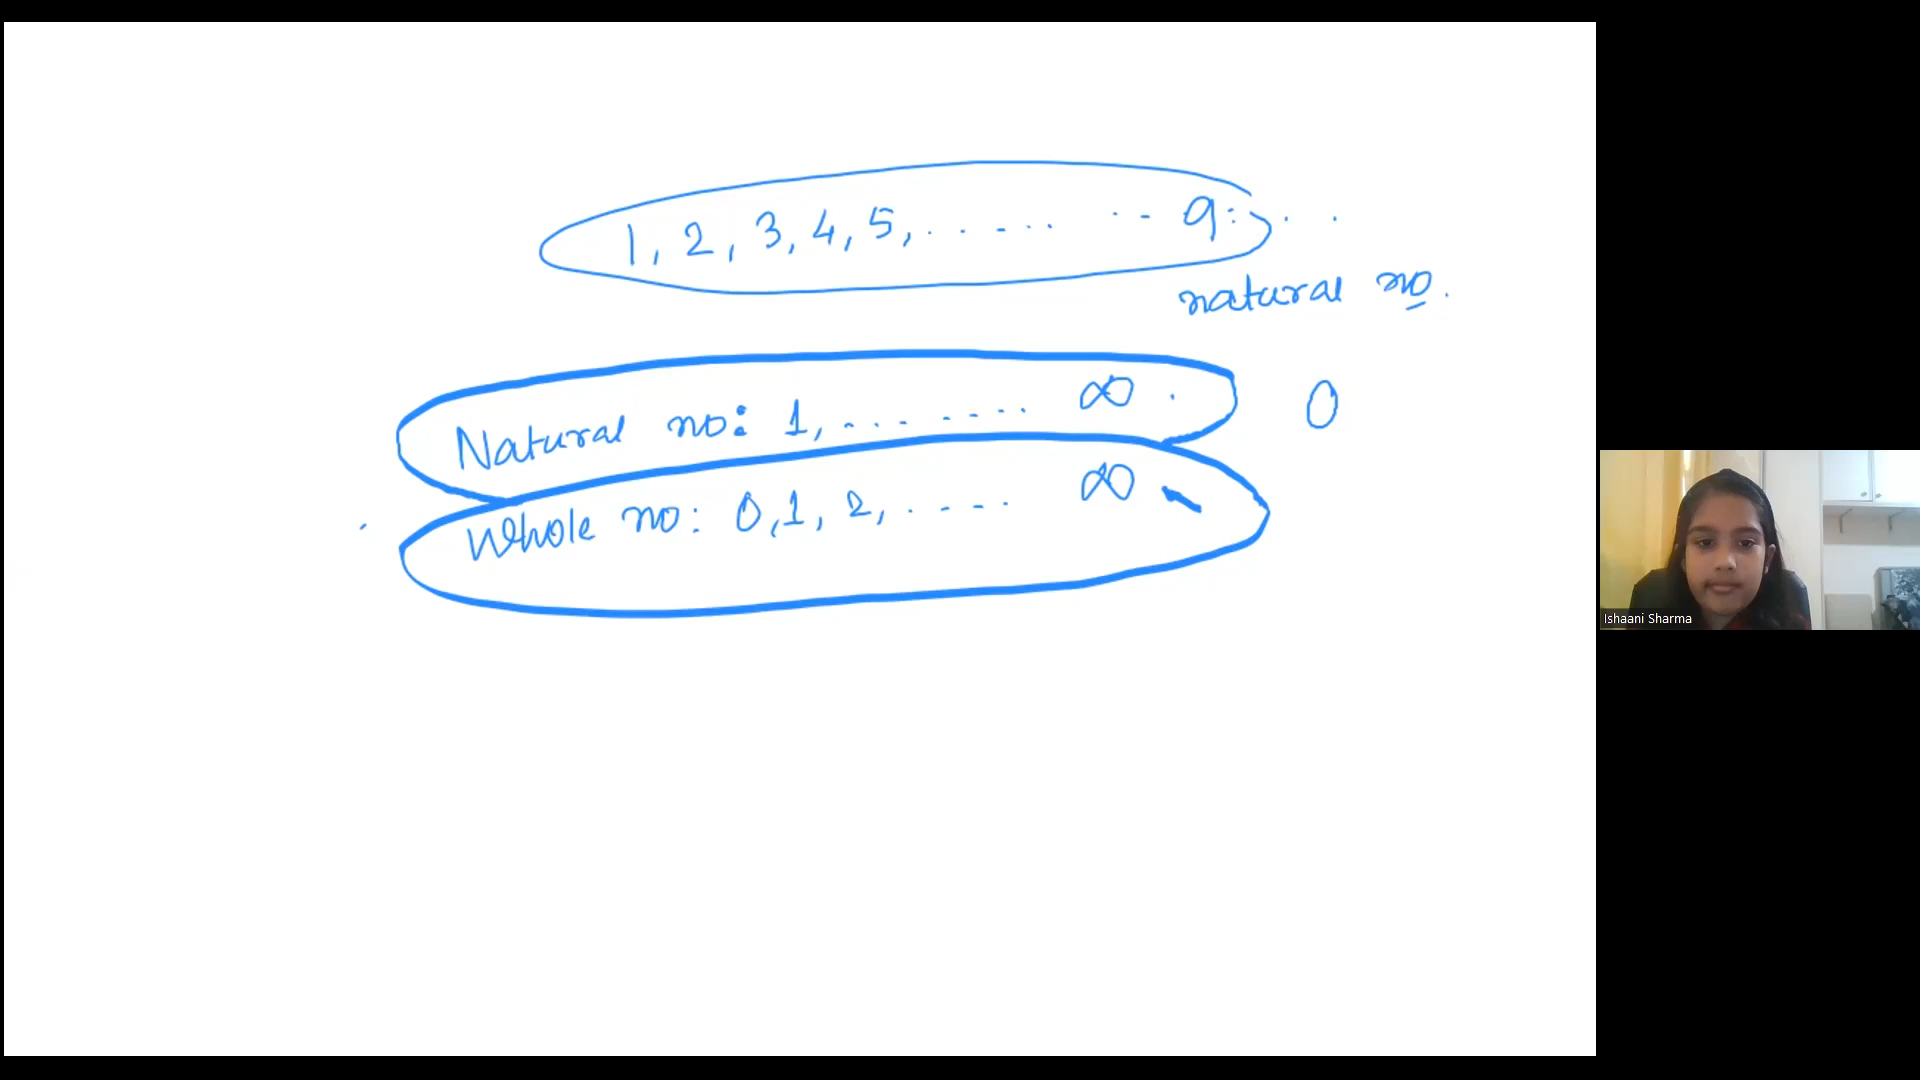 1, 2, 3, 4, 5, . . . . . . . - 9 . . . .
natural no.
Natural no: 1, . . . . . . . . ∞ .
0
Whole no: 0, 1, 2, . . . . ∞
Ishaani Sharma